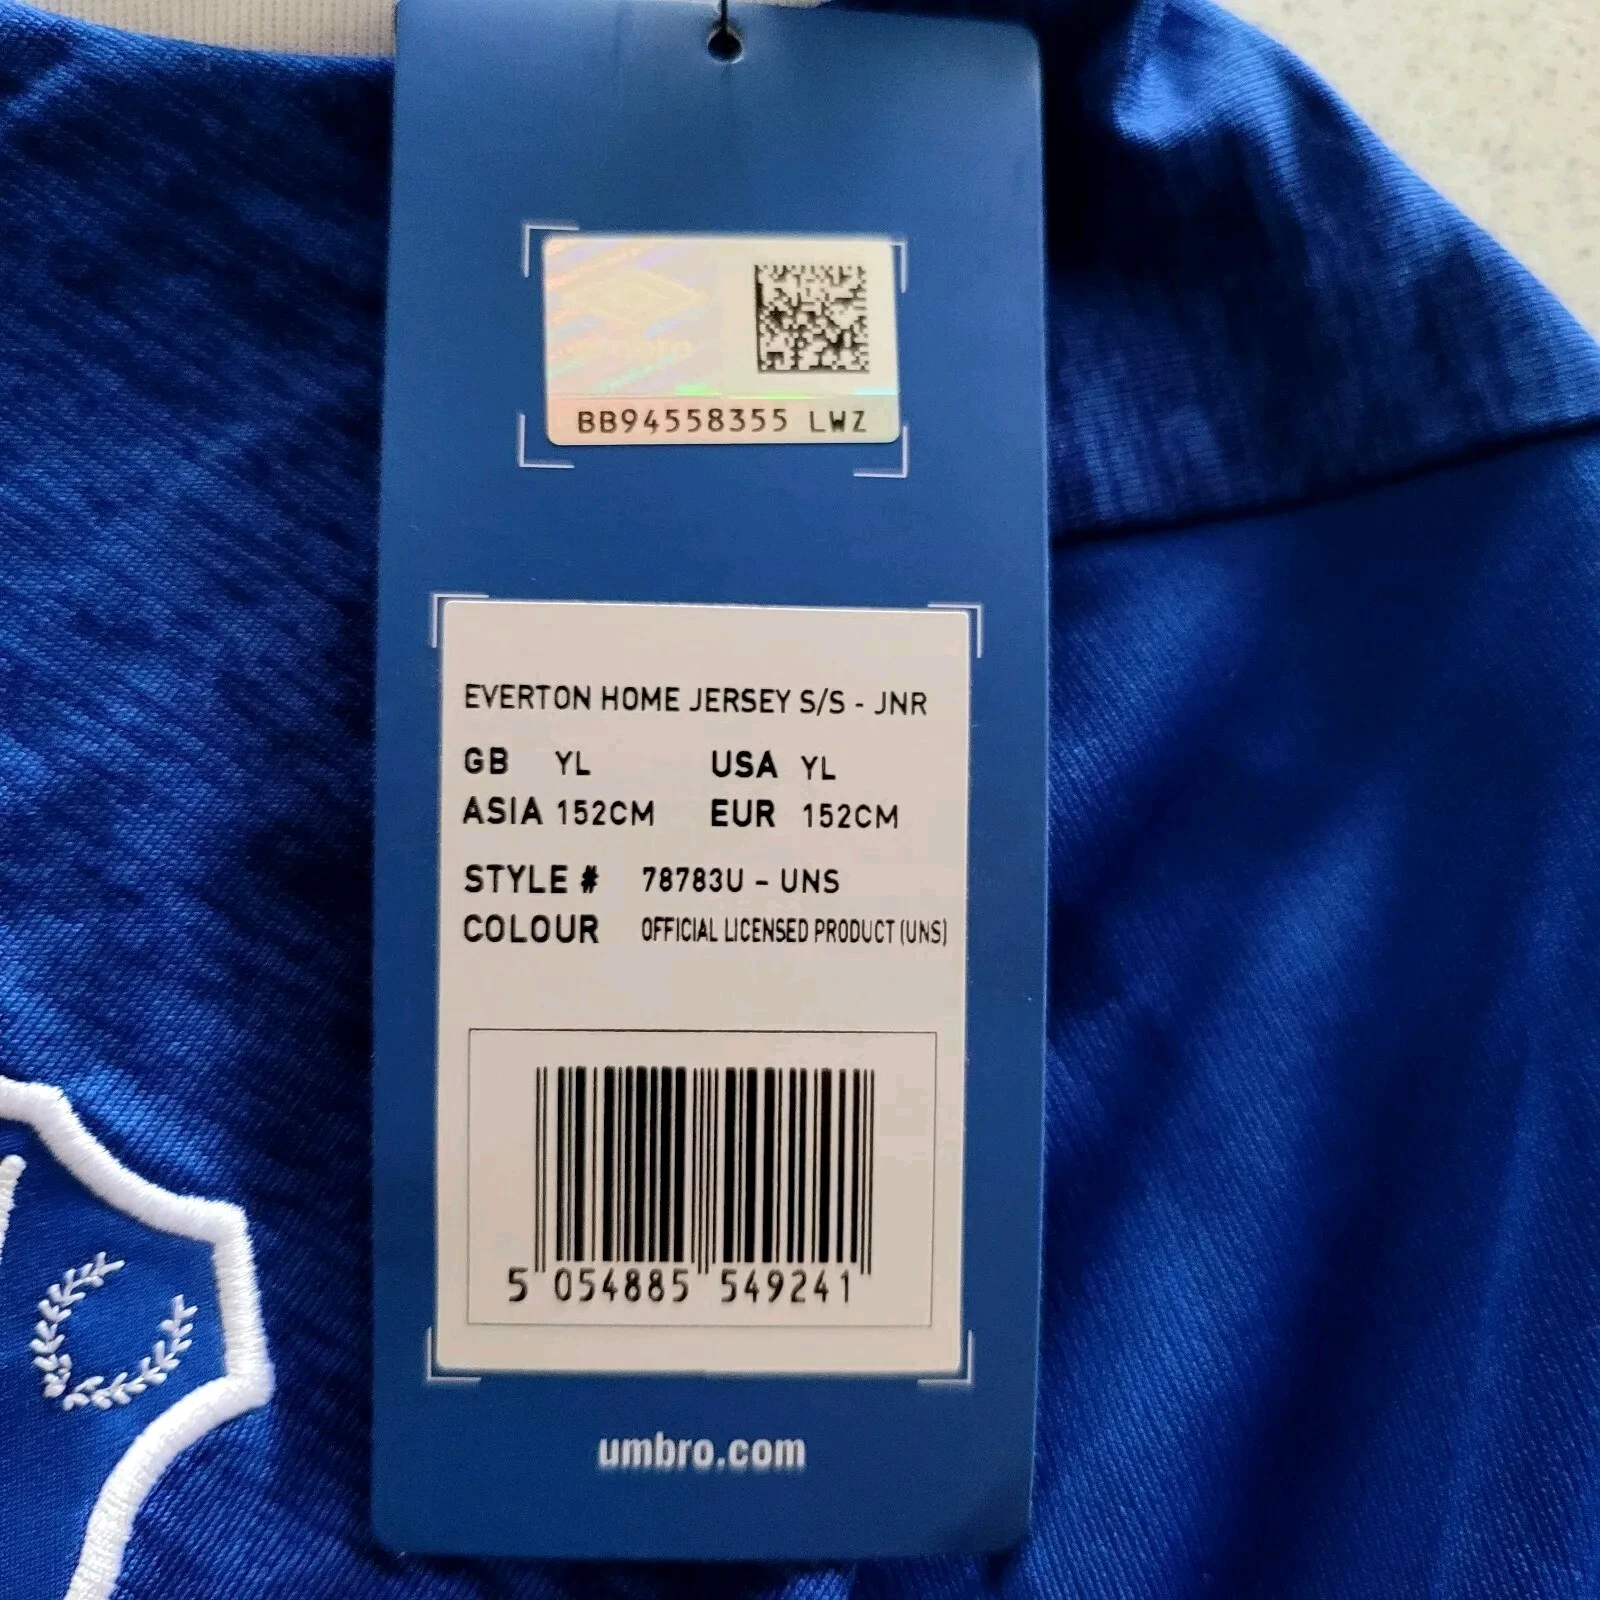 umbro
BB94558355 LWZ
EVERTON HOME JERSEY S/S - JNR
GB YL USA YL
ASIA 152CM EUR 152CM
STYLE # 78783U - UNS
COLOUR OFFICIAL LICENSED PRODUCT (UNS)
5 054885 549241
umbro.com